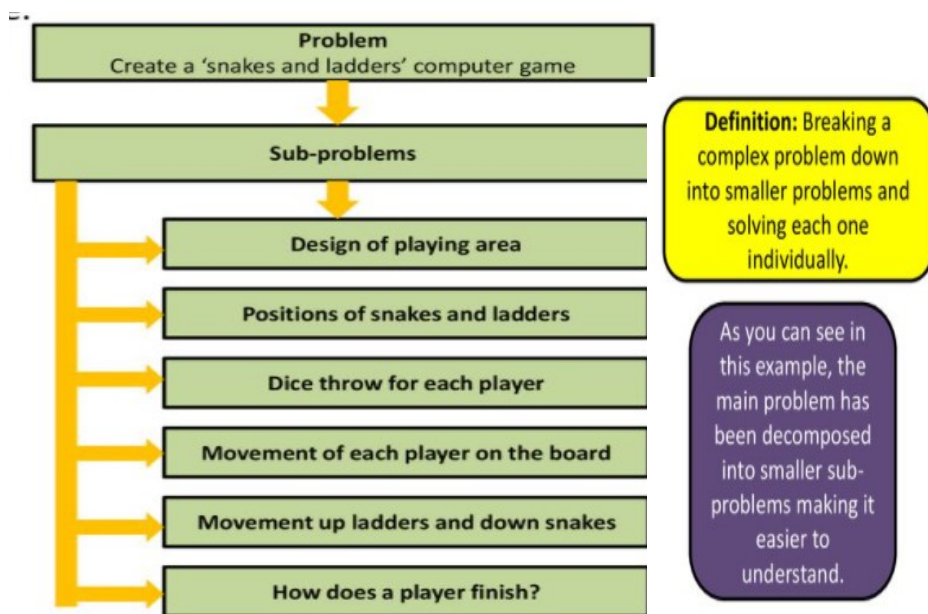 Problem
Create a ‘snakes and ladders’ computer game
Sub-problems
Design of playing area
Positions of snakes and ladders
Dice throw for each player
Movement of each player on the board
Movement up ladders and down snakes
How does a player finish?
Definition: Breaking a
complex problem down
into smaller problems and
solving each one
individually.
As you can see in
this example, the
main problem has
been decomposed
into smaller sub-
problems making it
easier to
understand.